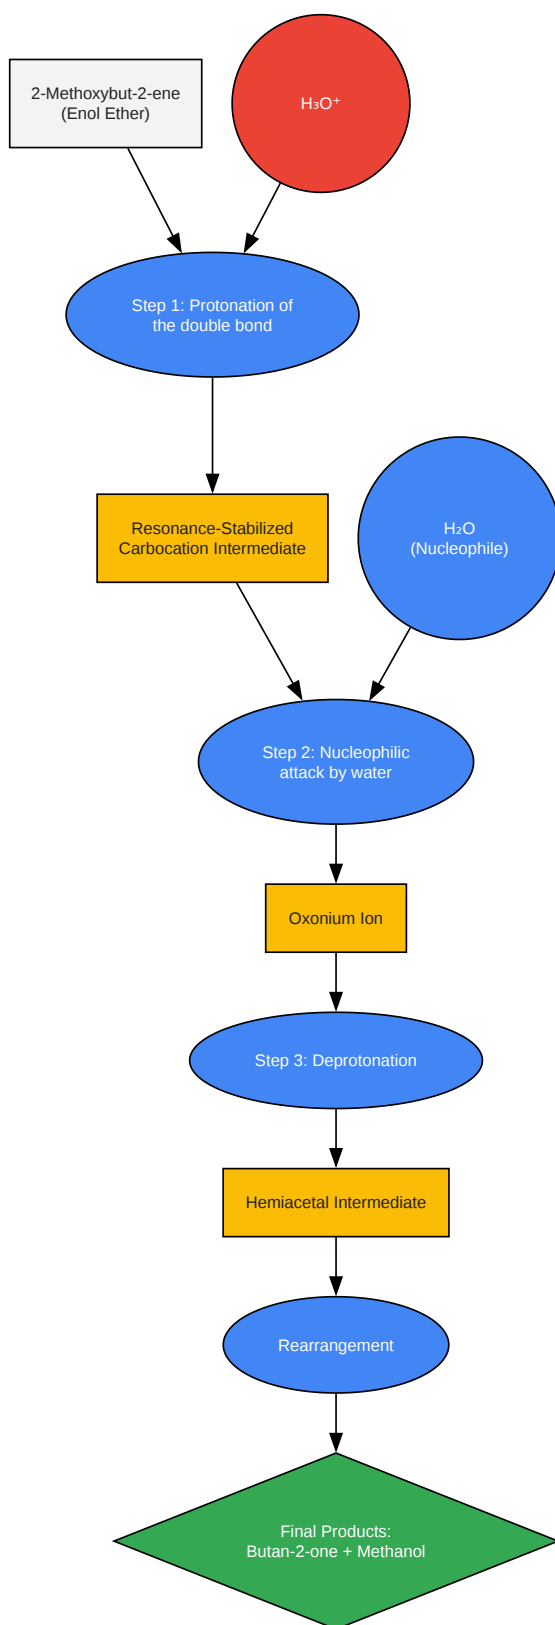 2-Methoxybut-2-ene
(Enol Ether)
H₃O⁺
Step 1: Protonation of
the double bond
Resonance-Stabilized
Carbocation Intermediate
H₂O
(Nucleophile)
Step 2: Nucleophilic
attack by water
Oxonium Ion
Step 3: Deprotonation
Hemiacetal Intermediate
Rearrangement
Final Products:
Butan-2-one + Methanol